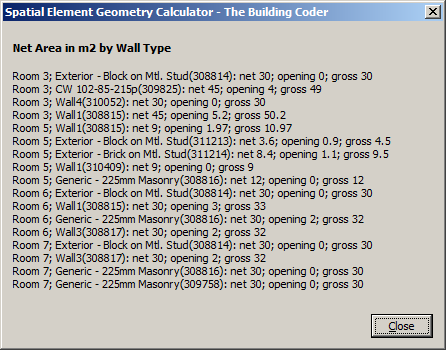 Spatial Element Geometry Calculator - The Building Coder
Net Area in m2 by Wall Type
Room 3; Exterior - Block on Mtl. Stud(308814): net 30; opening 0; gross 30
Room 3; CW 102-85-215p(309825): net 45; opening 4; gross 49
Room 3; Wall4(310052): net 30; opening 0; gross 30
Room 3; Wall1(308815): net 45; opening 5.2; gross 50.2
Room 5; Wall1(308815): net 9; opening 1.97; gross 10.97
Room 5; Exterior - Block on Mtl. Stud(311213): net 3.6; opening 0.9; gross 4.5
Room 5; Exterior - Brick on Mtl. Stud(311214): net 8.4; opening 1.1; gross 9.5
Room 5; Wall1(310409): net 9; opening 0; gross 9
Room 5; Generic - 225mm Masonry(308816): net 12; opening 0; gross 12
Room 6; Exterior - Block on Mtl. Stud(308814): net 30; opening 0; gross 30
Room 6; Wall1(308815): net 30; opening 3; gross 33
Room 6; Generic - 225mm Masonry(308816): net 30; opening 2; gross 32
Room 6; Wall3(308817): net 30; opening 2; gross 32
Room 7; Exterior - Block on Mtl. Stud(308814): net 30; opening 0; gross 30
Room 7; Wall3(308817): net 30; opening 2; gross 32
Room 7; Generic - 225mm Masonry(308816): net 30; opening 0; gross 30
Room 7; Generic - 225mm Masonry(309758): net 30; opening 0; gross 30
Close